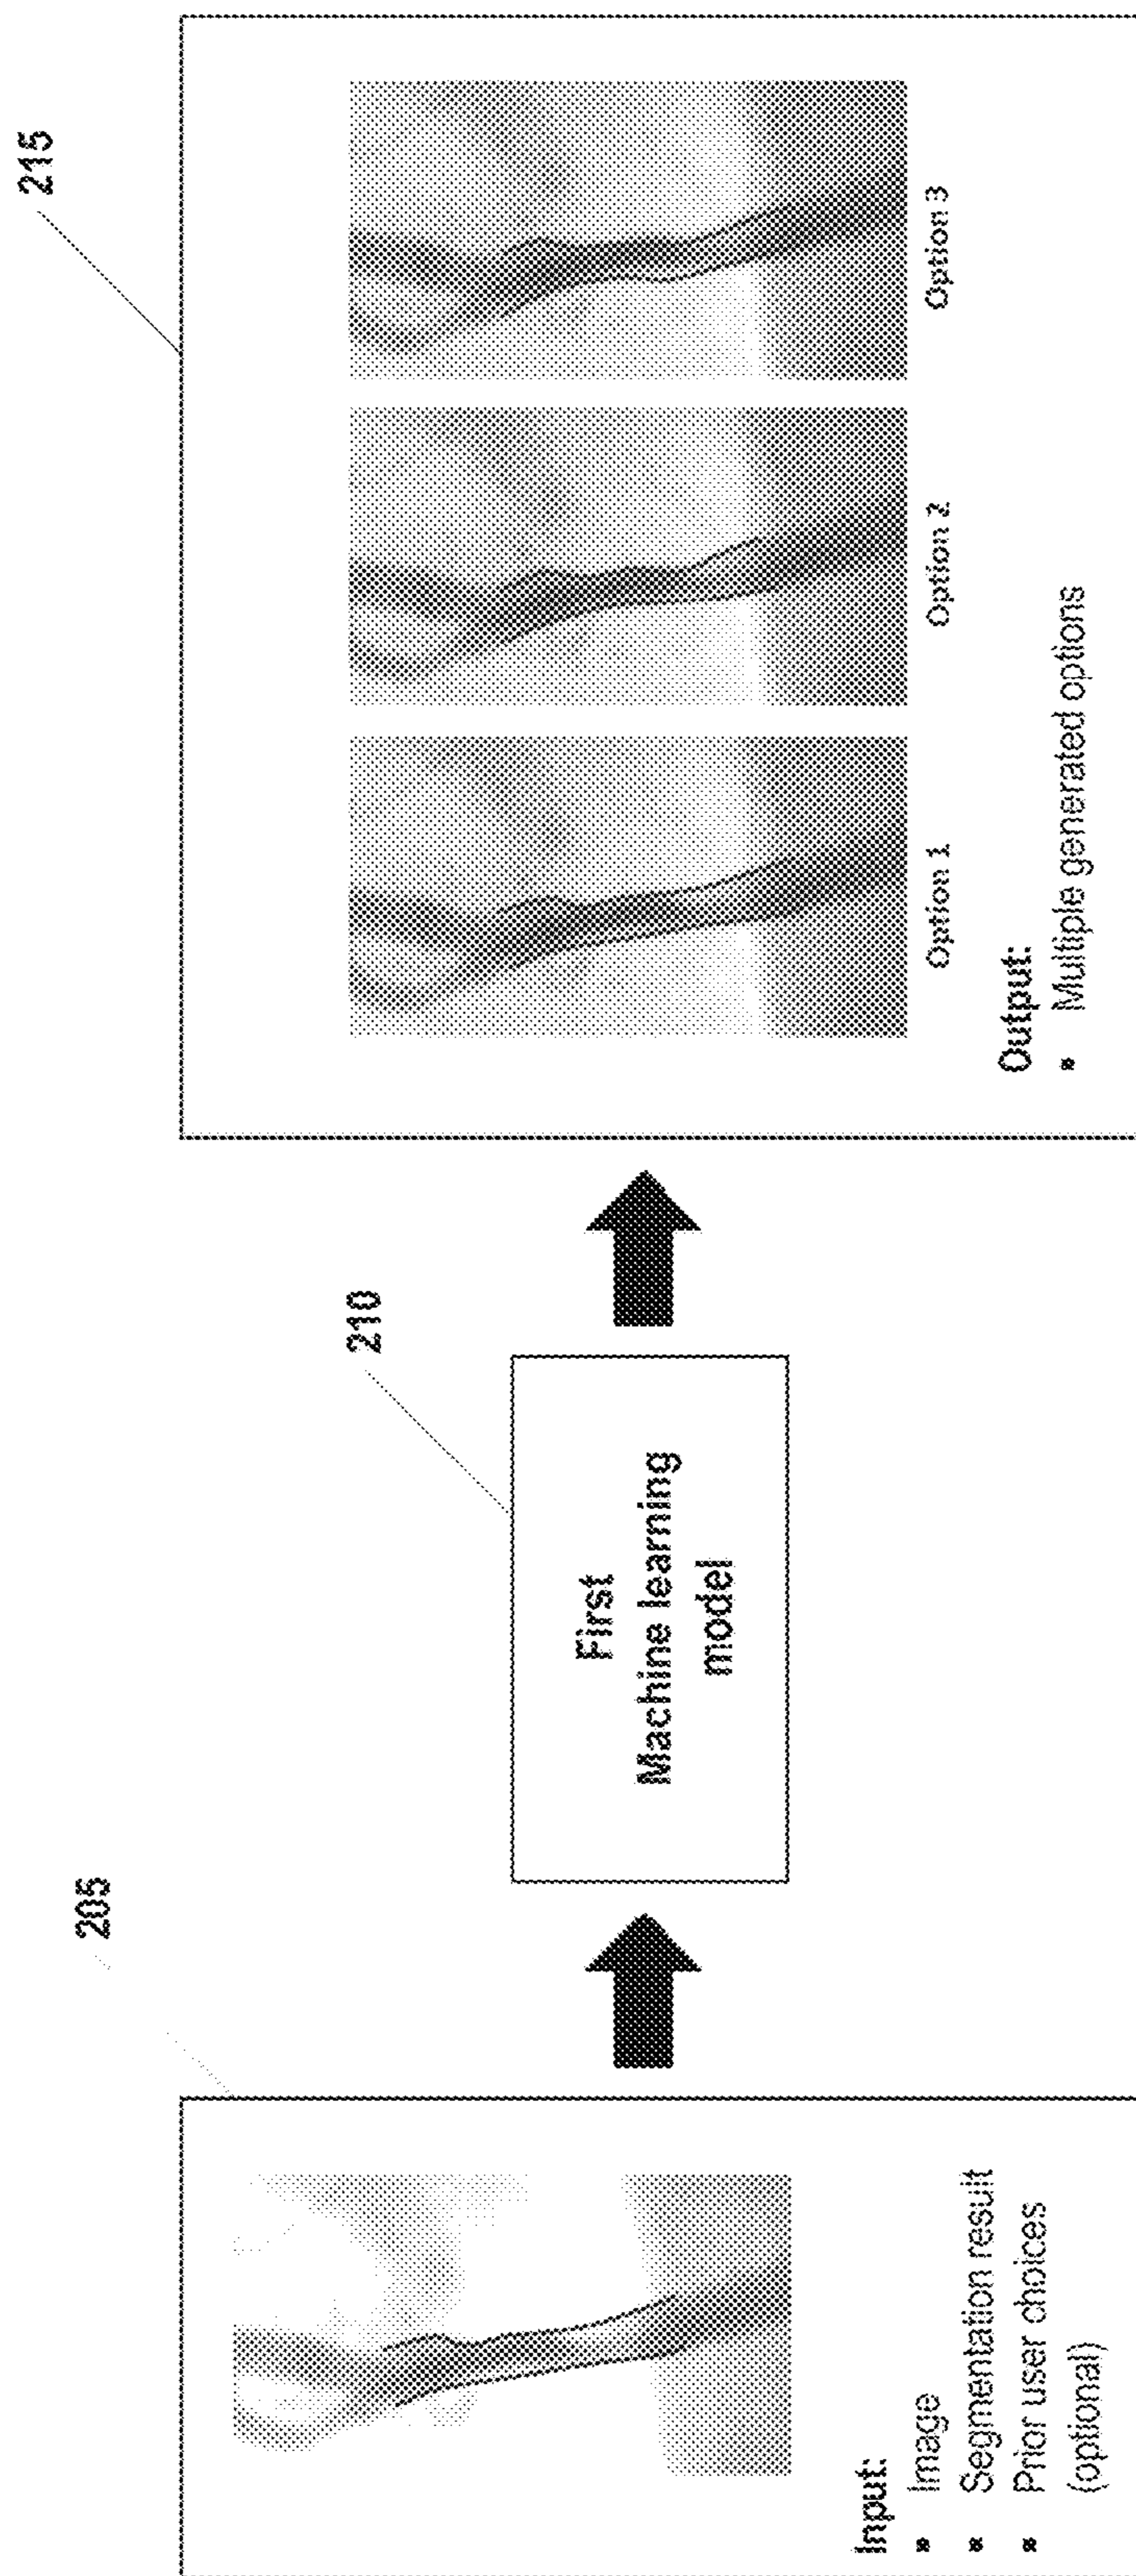 205
Input:
Image
Segmentation result
Prior user choices
(optional)
210
First
Machine learning
model
215
Option 1
Option 2
Option 3
Output:
Multiple generated options